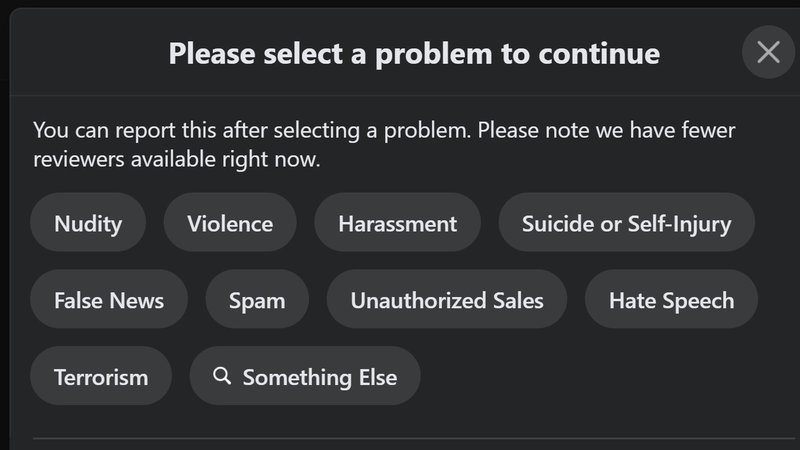 Please select a problem to continue
You can report this after selecting a problem. Please note we have fewer
reviewers available right now.
Nudity Violence Harassment Suicide or Self-Injury
False News Spam Unauthorized Sales Hate Speech
Terrorism Something Else